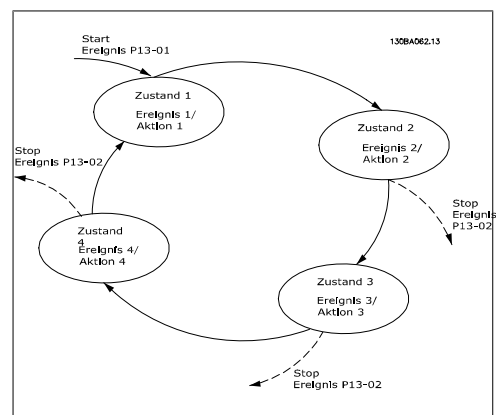 Start
Ereignis P13-01
130BA062.13
Zustand 1
Ereignis 1/
Aktion 1
Zustand 2
Ereignis 2/
Aktion 2
Stop
Ereignis
P13-02
Zustand 3
Ereignis 3/
Aktion 3
Stop
Ereignis P13-02
Zustand
4
Ereignis 4/
Aktion 4
Stop
Ereignis P13-02